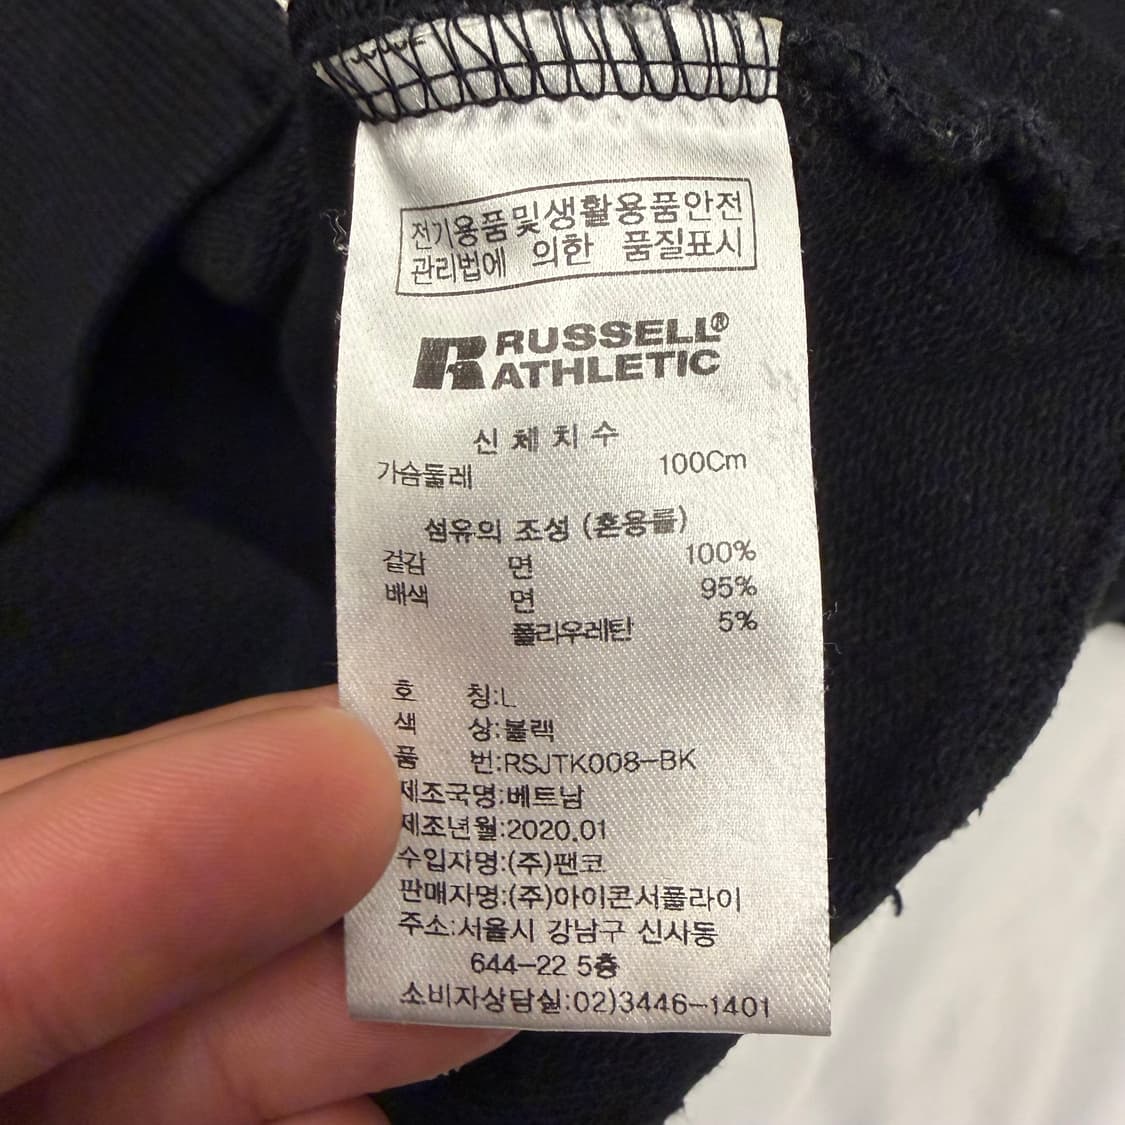 전기용품및생활용품안전
관리법에 의한 품질표시
R RUSSELL®
ATHLETIC
신체치수
가슴둘레 100Cm
섬유의 조성 (혼용률)
겉감 면 100%
배색 면 95%
폴리우레탄 5%
호 칭:L
색 상:블랙
품 번:RSJTK008-BK
제조국명:베트남
제조년월:2020.01
수입자명:(주)팬코
판매자명:(주)아이콘서플라이
주소:서울시 강남구 신사동
644-22 5층
소비자상담실:02)3446-1401